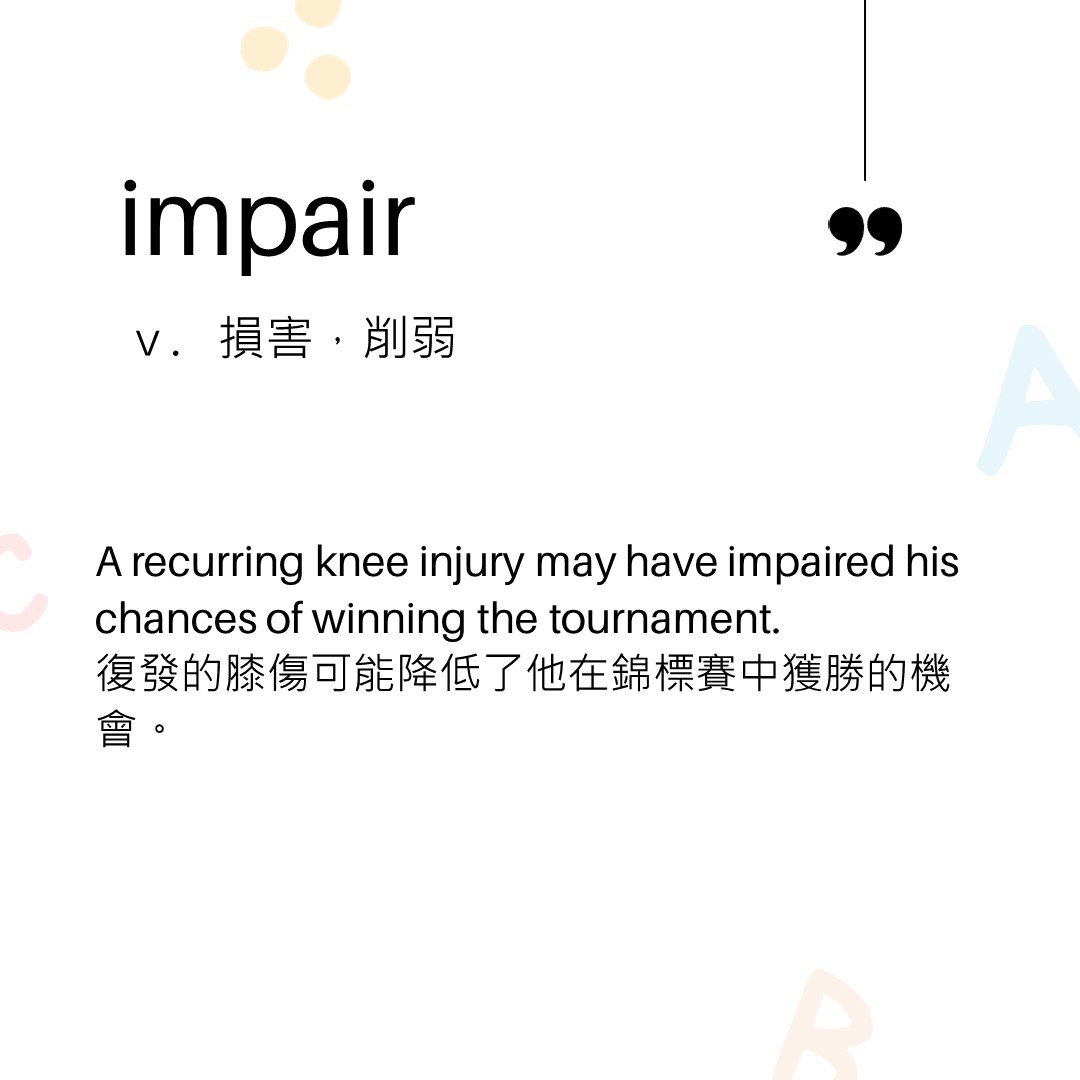 impair
”
v. 損害，削弱
A
C
A recurring knee injury may have impaired his
chances of winning the tournament.
復發的膝傷可能降低了他在錦標賽中獲勝的機
會。
B